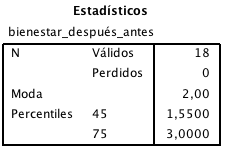 Estadísticos
bienestar_después_antes
N Válidos 18
Perdidos 0
Moda 2,00
Percentiles 45 1,5500
75 3,0000